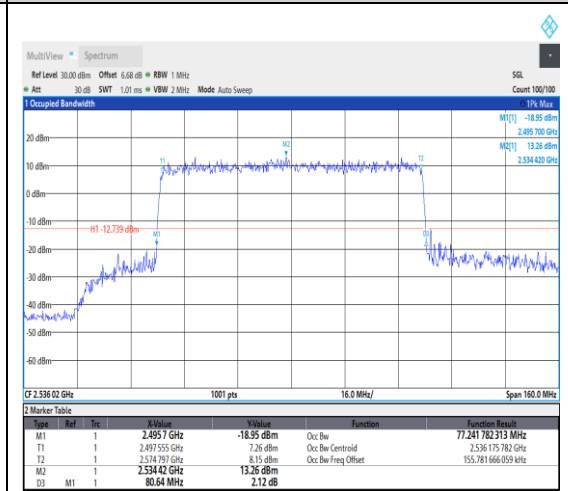 MultiView Spectrum
Ref Level 30.00 dBm Offset 6.68 dB RBW 1 MHz SGL
Att 30 dB SWT 1.01 ms VBW 2 MHz Mode Auto Sweep Count 100/100
1 Occupied Bandwidth 1Pk Max
M1[1] -18.95 dBm
2.495 700 GHz
M2[1] 13.26 dBm
2.534 420 GHz
20 dBm
M2
T1
T2
10 dBm
0 dBm
-10 dBm
H1 -12.739 dBm
M1
D3
-20 dBm
-30 dBm
-40 dBm
-50 dBm
-60 dBm
CF 2.536 02 GHz 1001 pts 16.0 MHz/ Span 160.0 MHz
2 Marker Table
Type Ref Trc X-Value Y-Value Function Function Result
M1 1 2.495 7 GHz -18.95 dBm Occ Bw 77.241 782 313 MHz
T1 1 2.497 555 GHz 7.26 dBm Occ Bw Centroid 2.536 175 782 GHz
T2 1 2.574 797 GHz 8.15 dBm Occ Bw Freq Offset 155.781 666 059 kHz
M2 1 2.534 42 GHz 13.26 dBm
D3 M1 1 80.64 MHz 2.12 dB